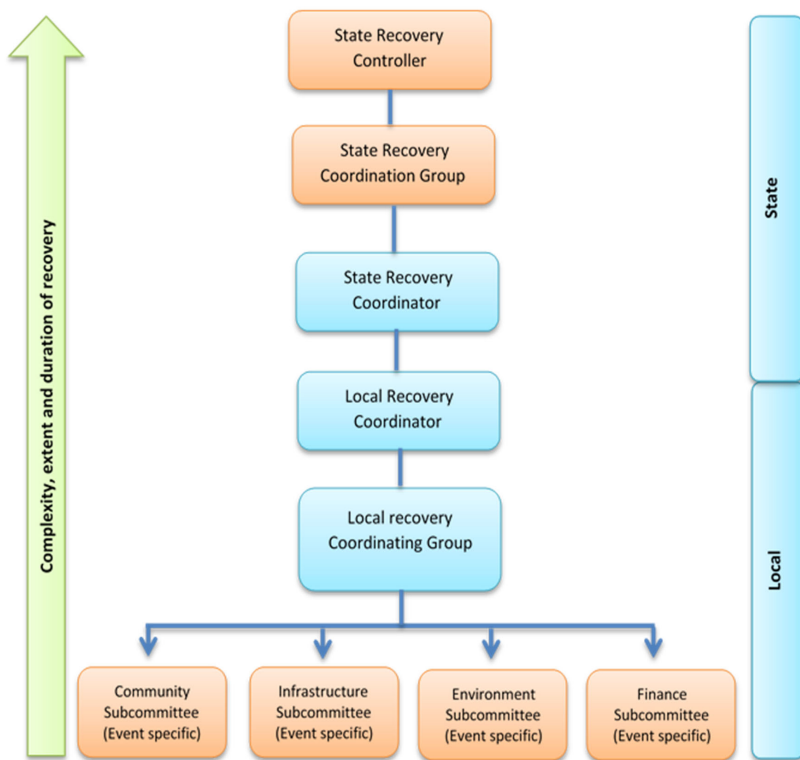 State Recovery
Controller
State Recovery
Coordination Group
State Recovery
Coordinator
Local Recovery
Coordinator
Local recovery
Coordinating Group
Community
Subcommittee
(Event specific)
Infrastructure
Subcommittee
(Event specific)
Environment
Subcommittee
(Event specific)
Finance
Subcommittee
(Event specific)
Complexity, extent and duration of recovery
State
Local